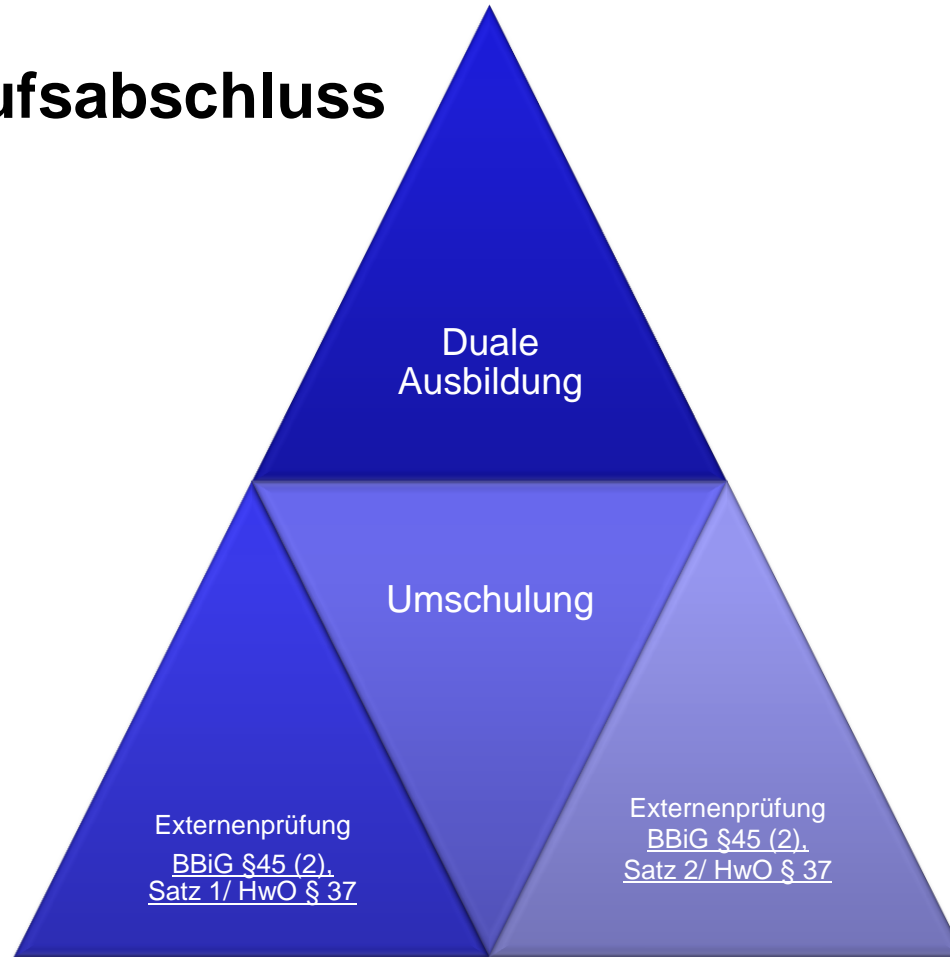 ufsabschluss
Duale
Ausbildung
Umschulung
Externenprüfung
BBiG §45 (2),
Satz 1/ HwO § 37
Externenprüfung
BBiG §45 (2),
Satz 2/ HwO § 37